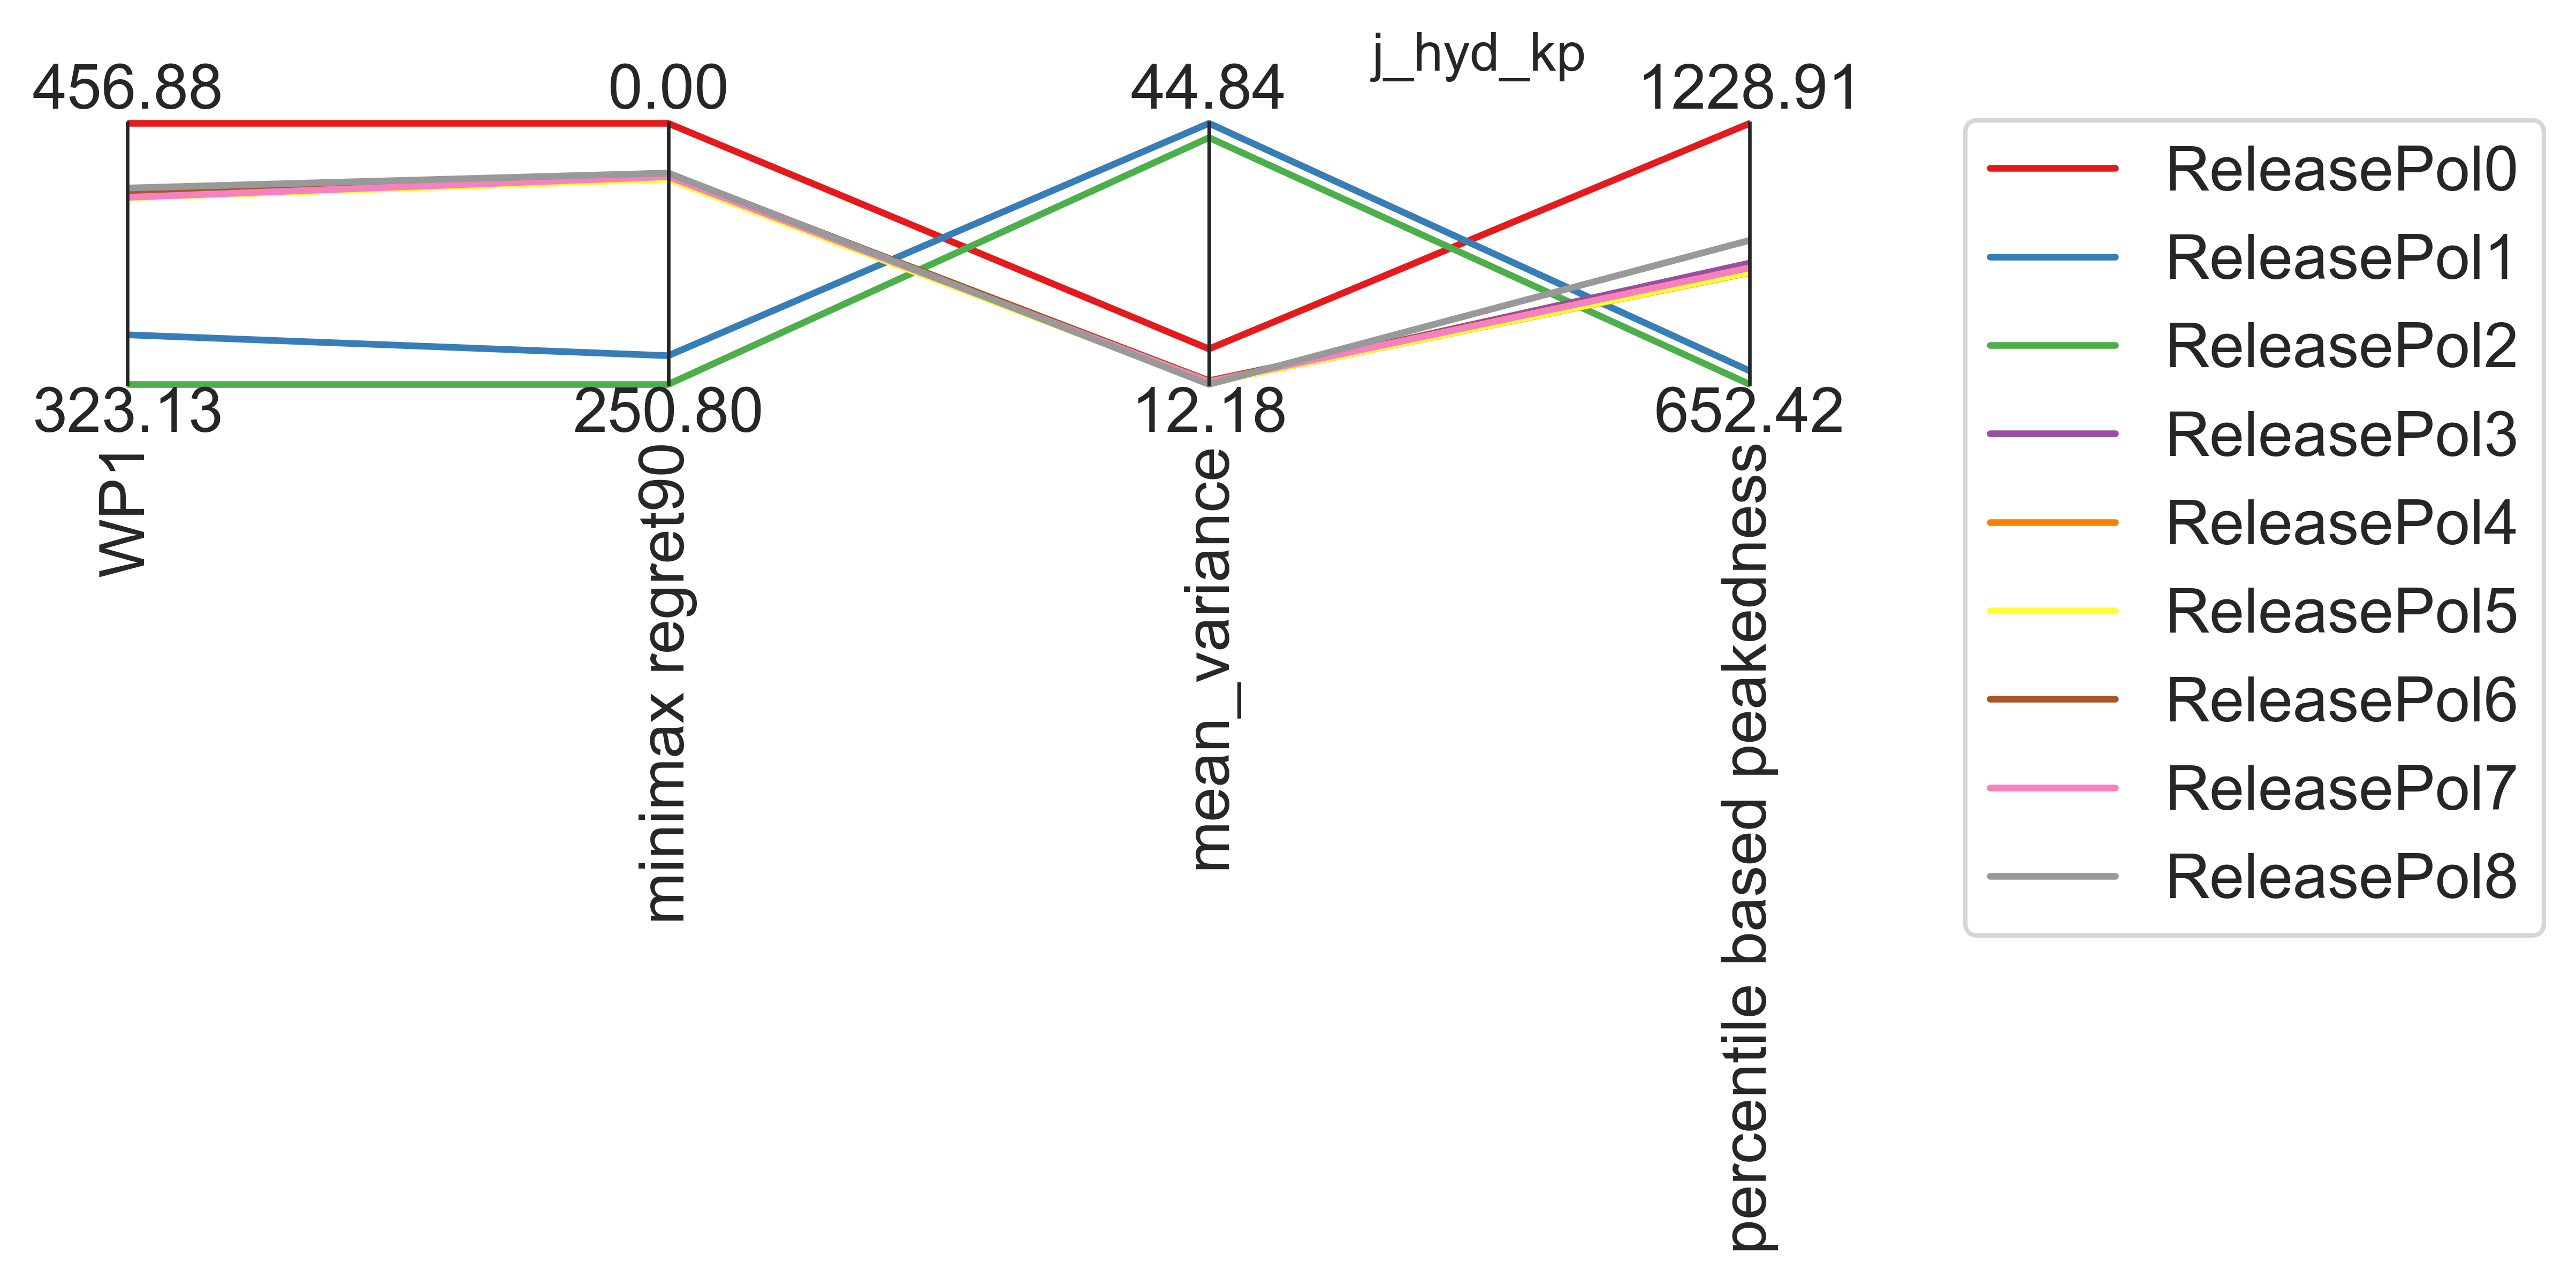 j_hyd_kp
456.88
0.00
44.84
1228.91
323.13
250.80
12.18
652.42
WP1
minimax regret90
mean_variance
percentile based peakedness
ReleasePol0
ReleasePol1
ReleasePol2
ReleasePol3
ReleasePol4
ReleasePol5
ReleasePol6
ReleasePol7
ReleasePol8